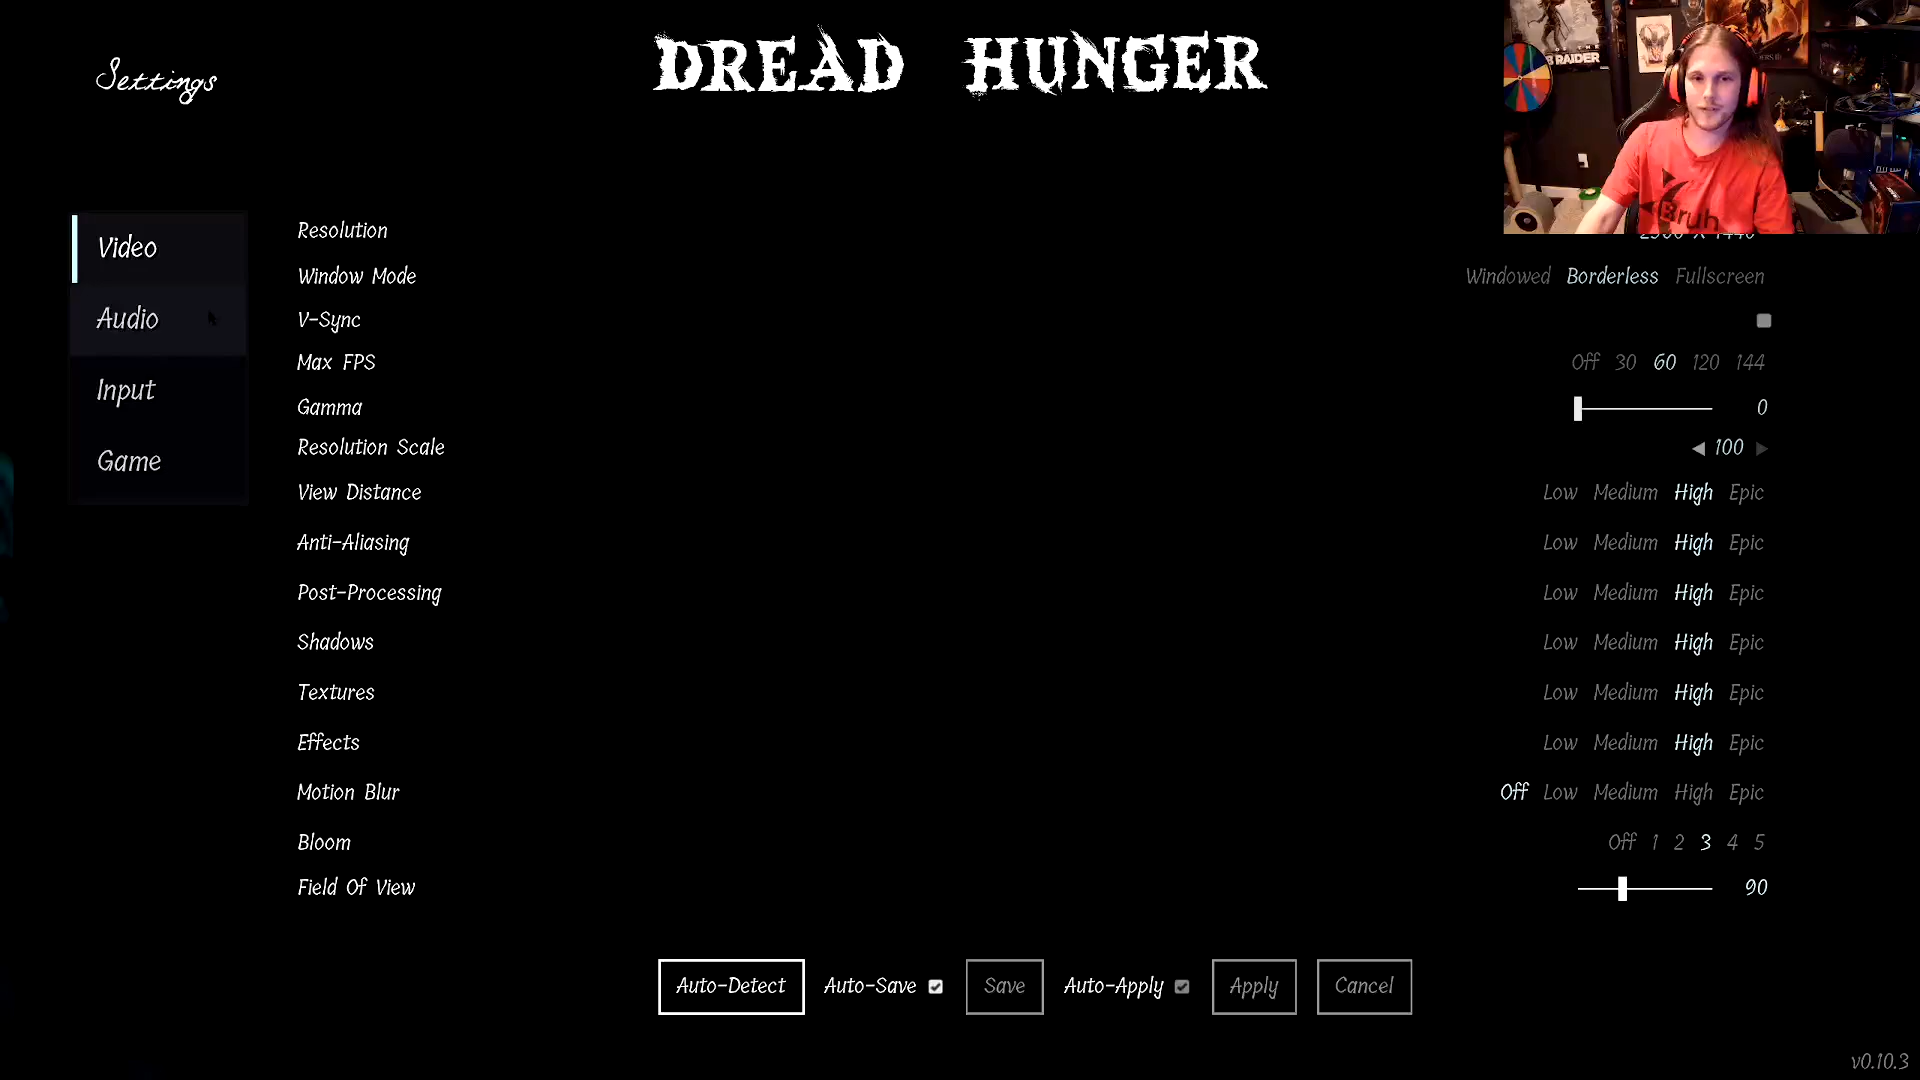 Settings
DREAD HUNGER
RAIDER
Bruh
Video
Audio
Input
Game
Resolution
Window Mode Windowed Borderless Fullscreen
V-Sync
Max FPS Off 30 60 120 144
Gamma 0
Resolution Scale 100
View Distance Low Medium High Epic
Anti-Aliasing Low Medium High Epic
Post-Processing Low Medium High Epic
Shadows Low Medium High Epic
Textures Low Medium High Epic
Effects Low Medium High Epic
Motion Blur Off Low Medium High Epic
Bloom Off 1 2 3 4 5
Field Of View 90
Auto-Detect Auto-Save Save Auto-Apply Apply Cancel
v0.10.3